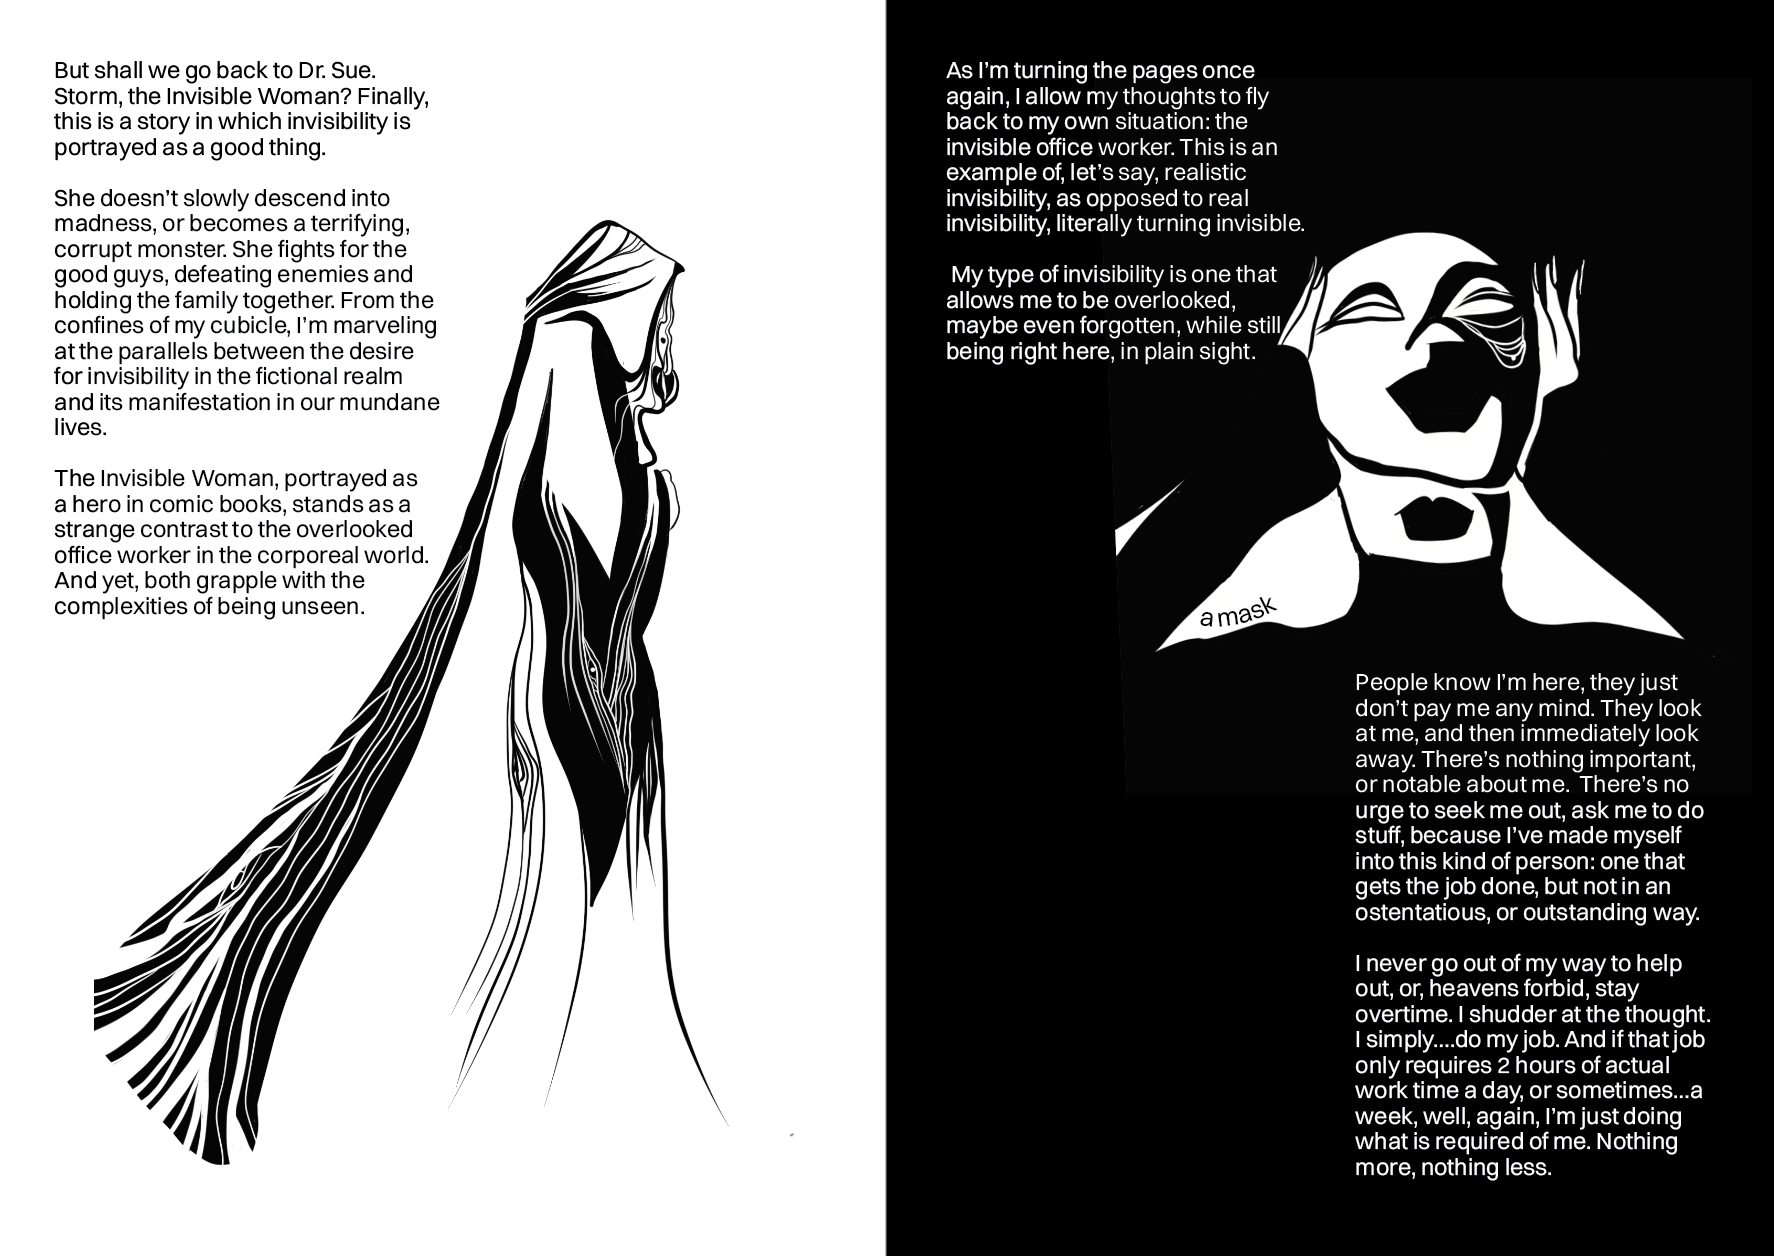 But shall we go back to Dr. Sue.
Storm, the Invisible Woman? Finally,
this is a story in which invisibility is
portrayed as a good thing.
She doesn’t slowly descend into
madness, or becomes a terrifying,
corrupt monster. She fights for the
good guys, defeating enemies and
holding the family together. From the
confines of my cubicle, I’m marveling
at the parallels between the desire
for invisibility in the fictional realm
and its manifestation in our mundane
lives.
The Invisible Woman, portrayed as
a hero in comic books, stands as a
strange contrast to the overlooked
office worker in the corporeal world.
And yet, both grapple with the
complexities of being unseen.
As I’m turning the pages once
again, I allow my thoughts to fly
back to my own situation: the
invisible office worker. This is an
example of, let’s say, realistic
invisibility, as opposed to real
invisibility, literally turning invisible.
My type of invisibility is one that
allows me to be overlooked,
maybe even forgotten, while still
being right here, in plain sight.
a mask
People know I’m here, they just
don’t pay me any mind. They look
at me, and then immediately look
away. There’s nothing important,
or notable about me.  There’s no
urge to seek me out, ask me to do
stuff, because I’ve made myself
into this kind of person: one that
gets the job done, but not in an
ostentatious, or outstanding way.
I never go out of my way to help
out, or, heavens forbid, stay
overtime. I shudder at the thought.
I simply....do my job. And if that job
only requires 2 hours of actual
work time a day, or sometimes...a
week, well, again, I’m just doing
what is required of me. Nothing
more, nothing less.